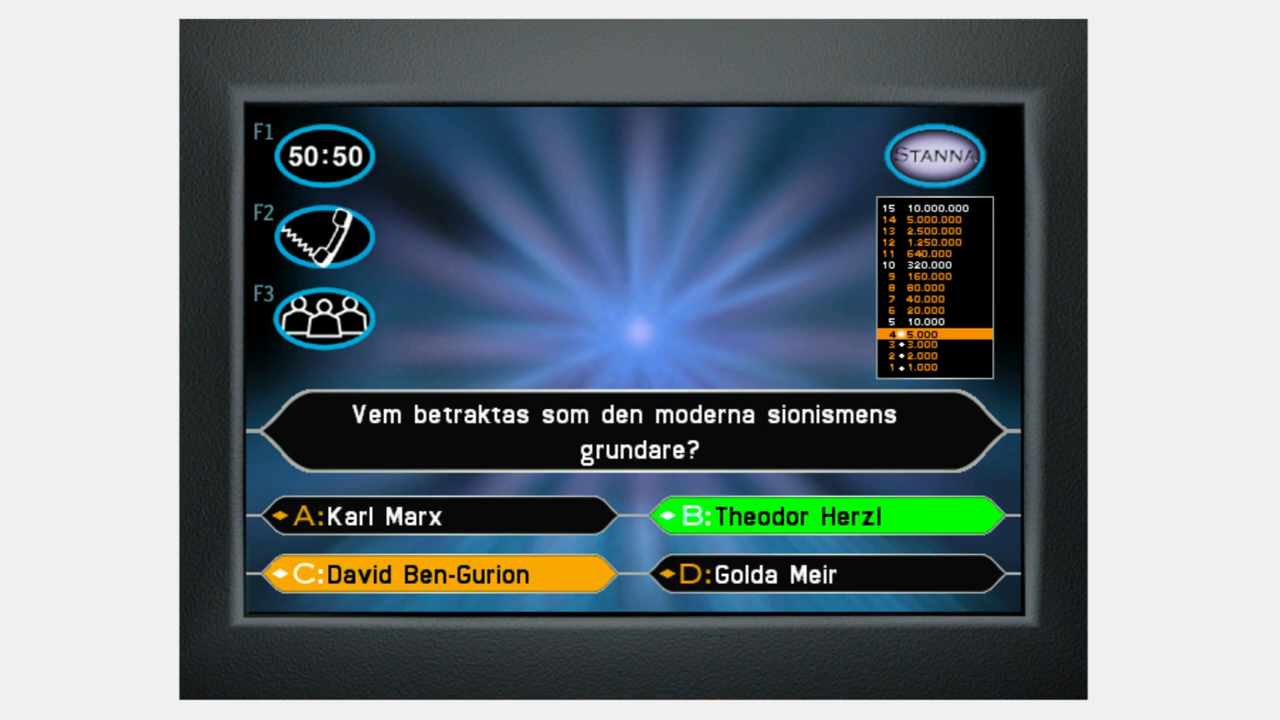 F1
50:50
F2
F3
STANNA
15 10.000.000
14 5.000.000
13 2.500.000
12 1.250.000
11 640.000
10 320.000
9 160.000
8 80.000
7 40.000
6 20.000
5 10.000
4 5.000
3 3.000
2 2.000
1 1.000
Vem betraktas som den moderna sionismens
grundare?
A: Karl Marx
B: Theodor Herzl
C: David Ben-Gurion
D: Golda Meir